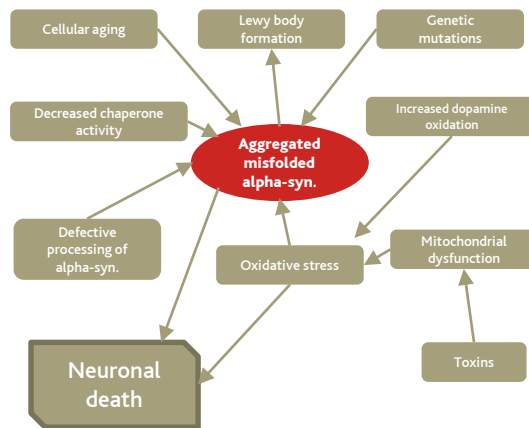 Cellular aging
Lewy body
formation
Genetic
mutations
Decreased chaperone
activity
Increased dopamine
oxidation
Aggregated
misfolded
alpha-syn.
Defective
processing of
alpha-syn.
Oxidative stress
Mitochondrial
dysfunction
Neuronal
death
Toxins